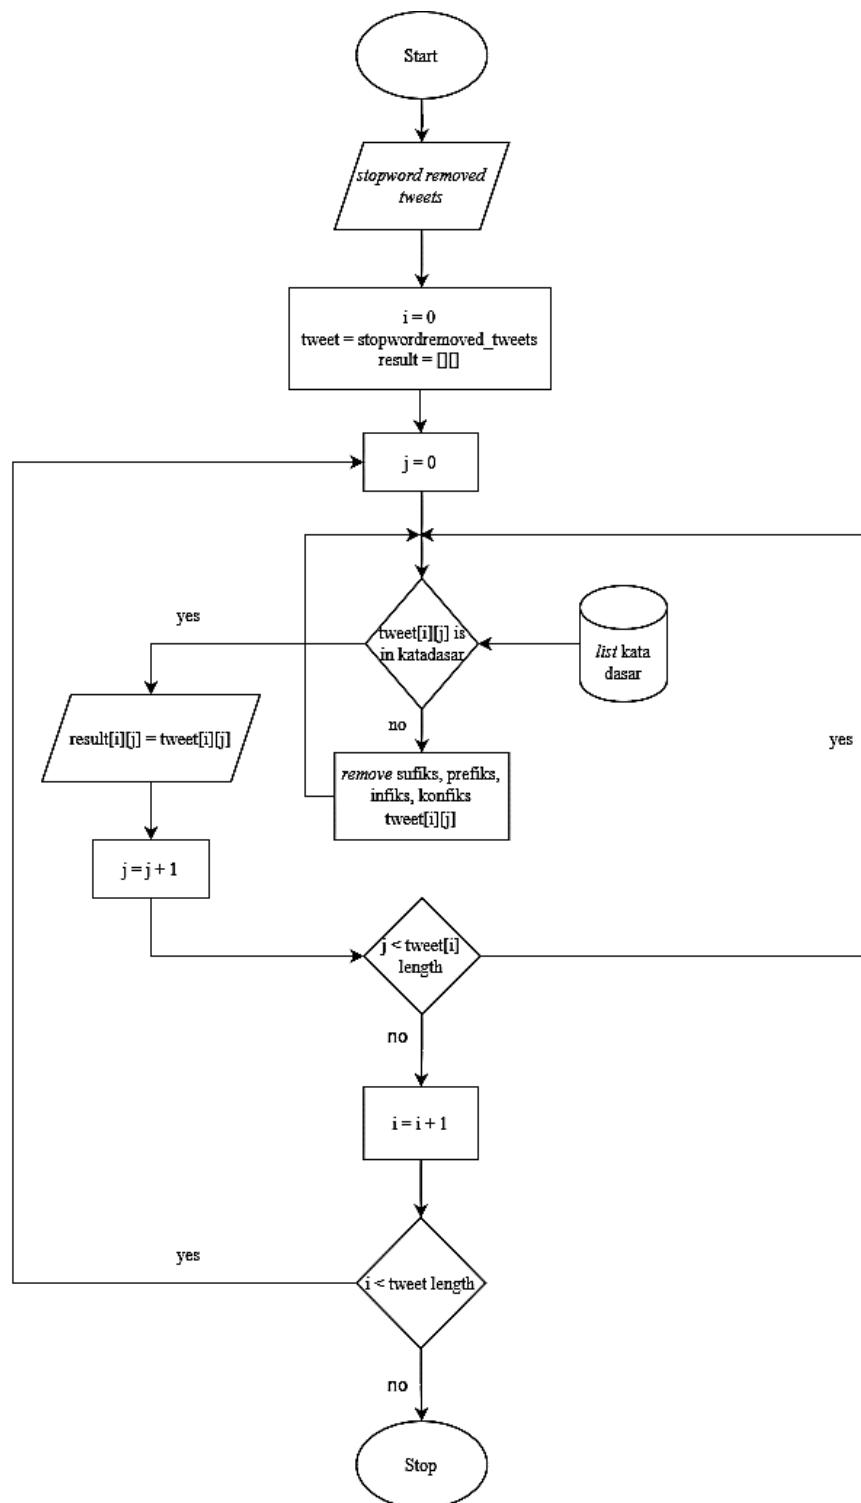 Start
stopword removed
tweets
i = 0
tweet = stopwordremoved_tweets
result = [][]
j = 0
yes
tweet[i][j] is
in katadasar
list kata
dasar
no
yes
result[i][j] = tweet[i][j]
remove sufiks, prefiks,
infiks, konfiks
tweet[i][j]
j = j + 1
j < tweet[i]
length
no
i = i + 1
yes
i < tweet length
no
Stop